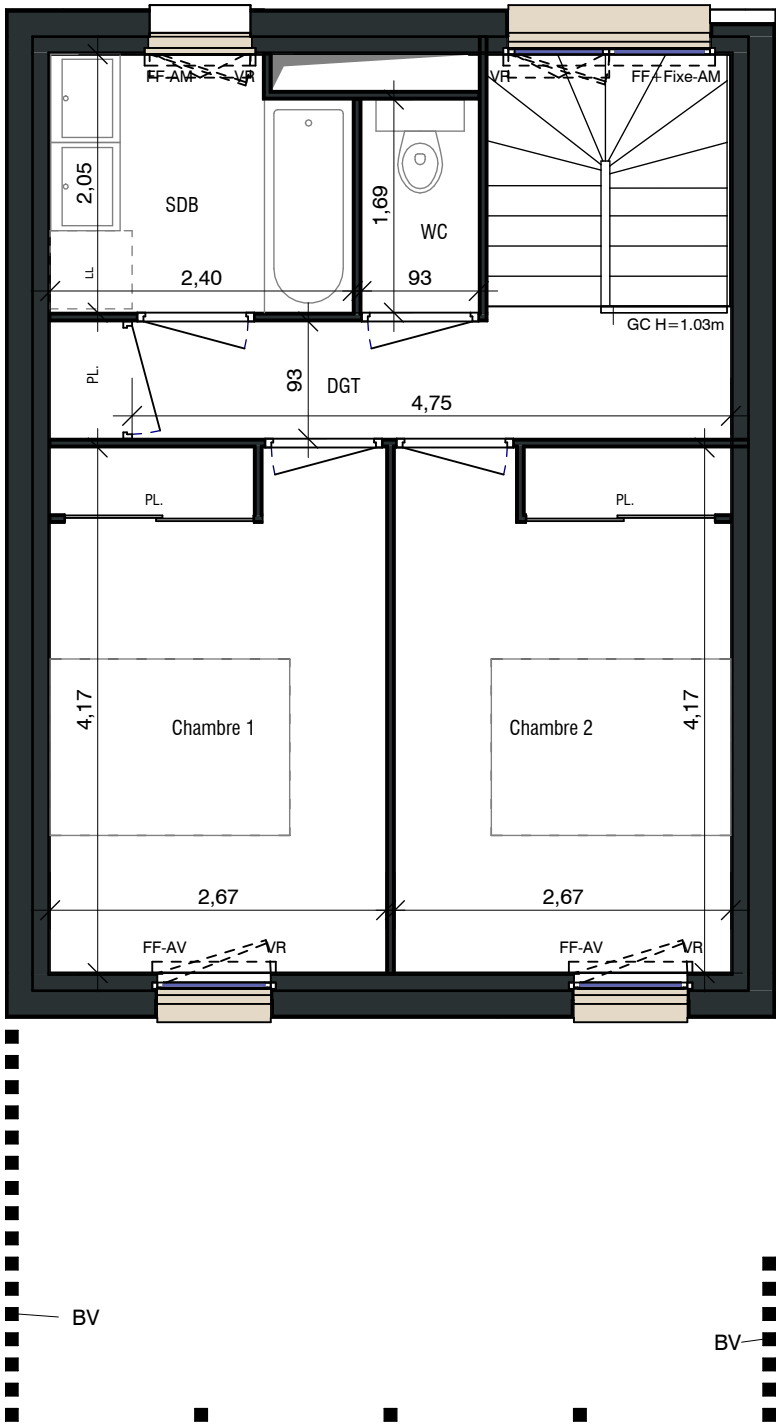 FF-AM VR
VR FF+Fixe-AM
2,05
SDB
1,69
WC
LL
2,40
93
GC H=1.03m
PL.
93
DGT
4,75
PL.
PL.
4,17
Chambre 1
Chambre 2
4,17
2,67
2,67
FF-AV VR
FF-AV VR
BV
BV